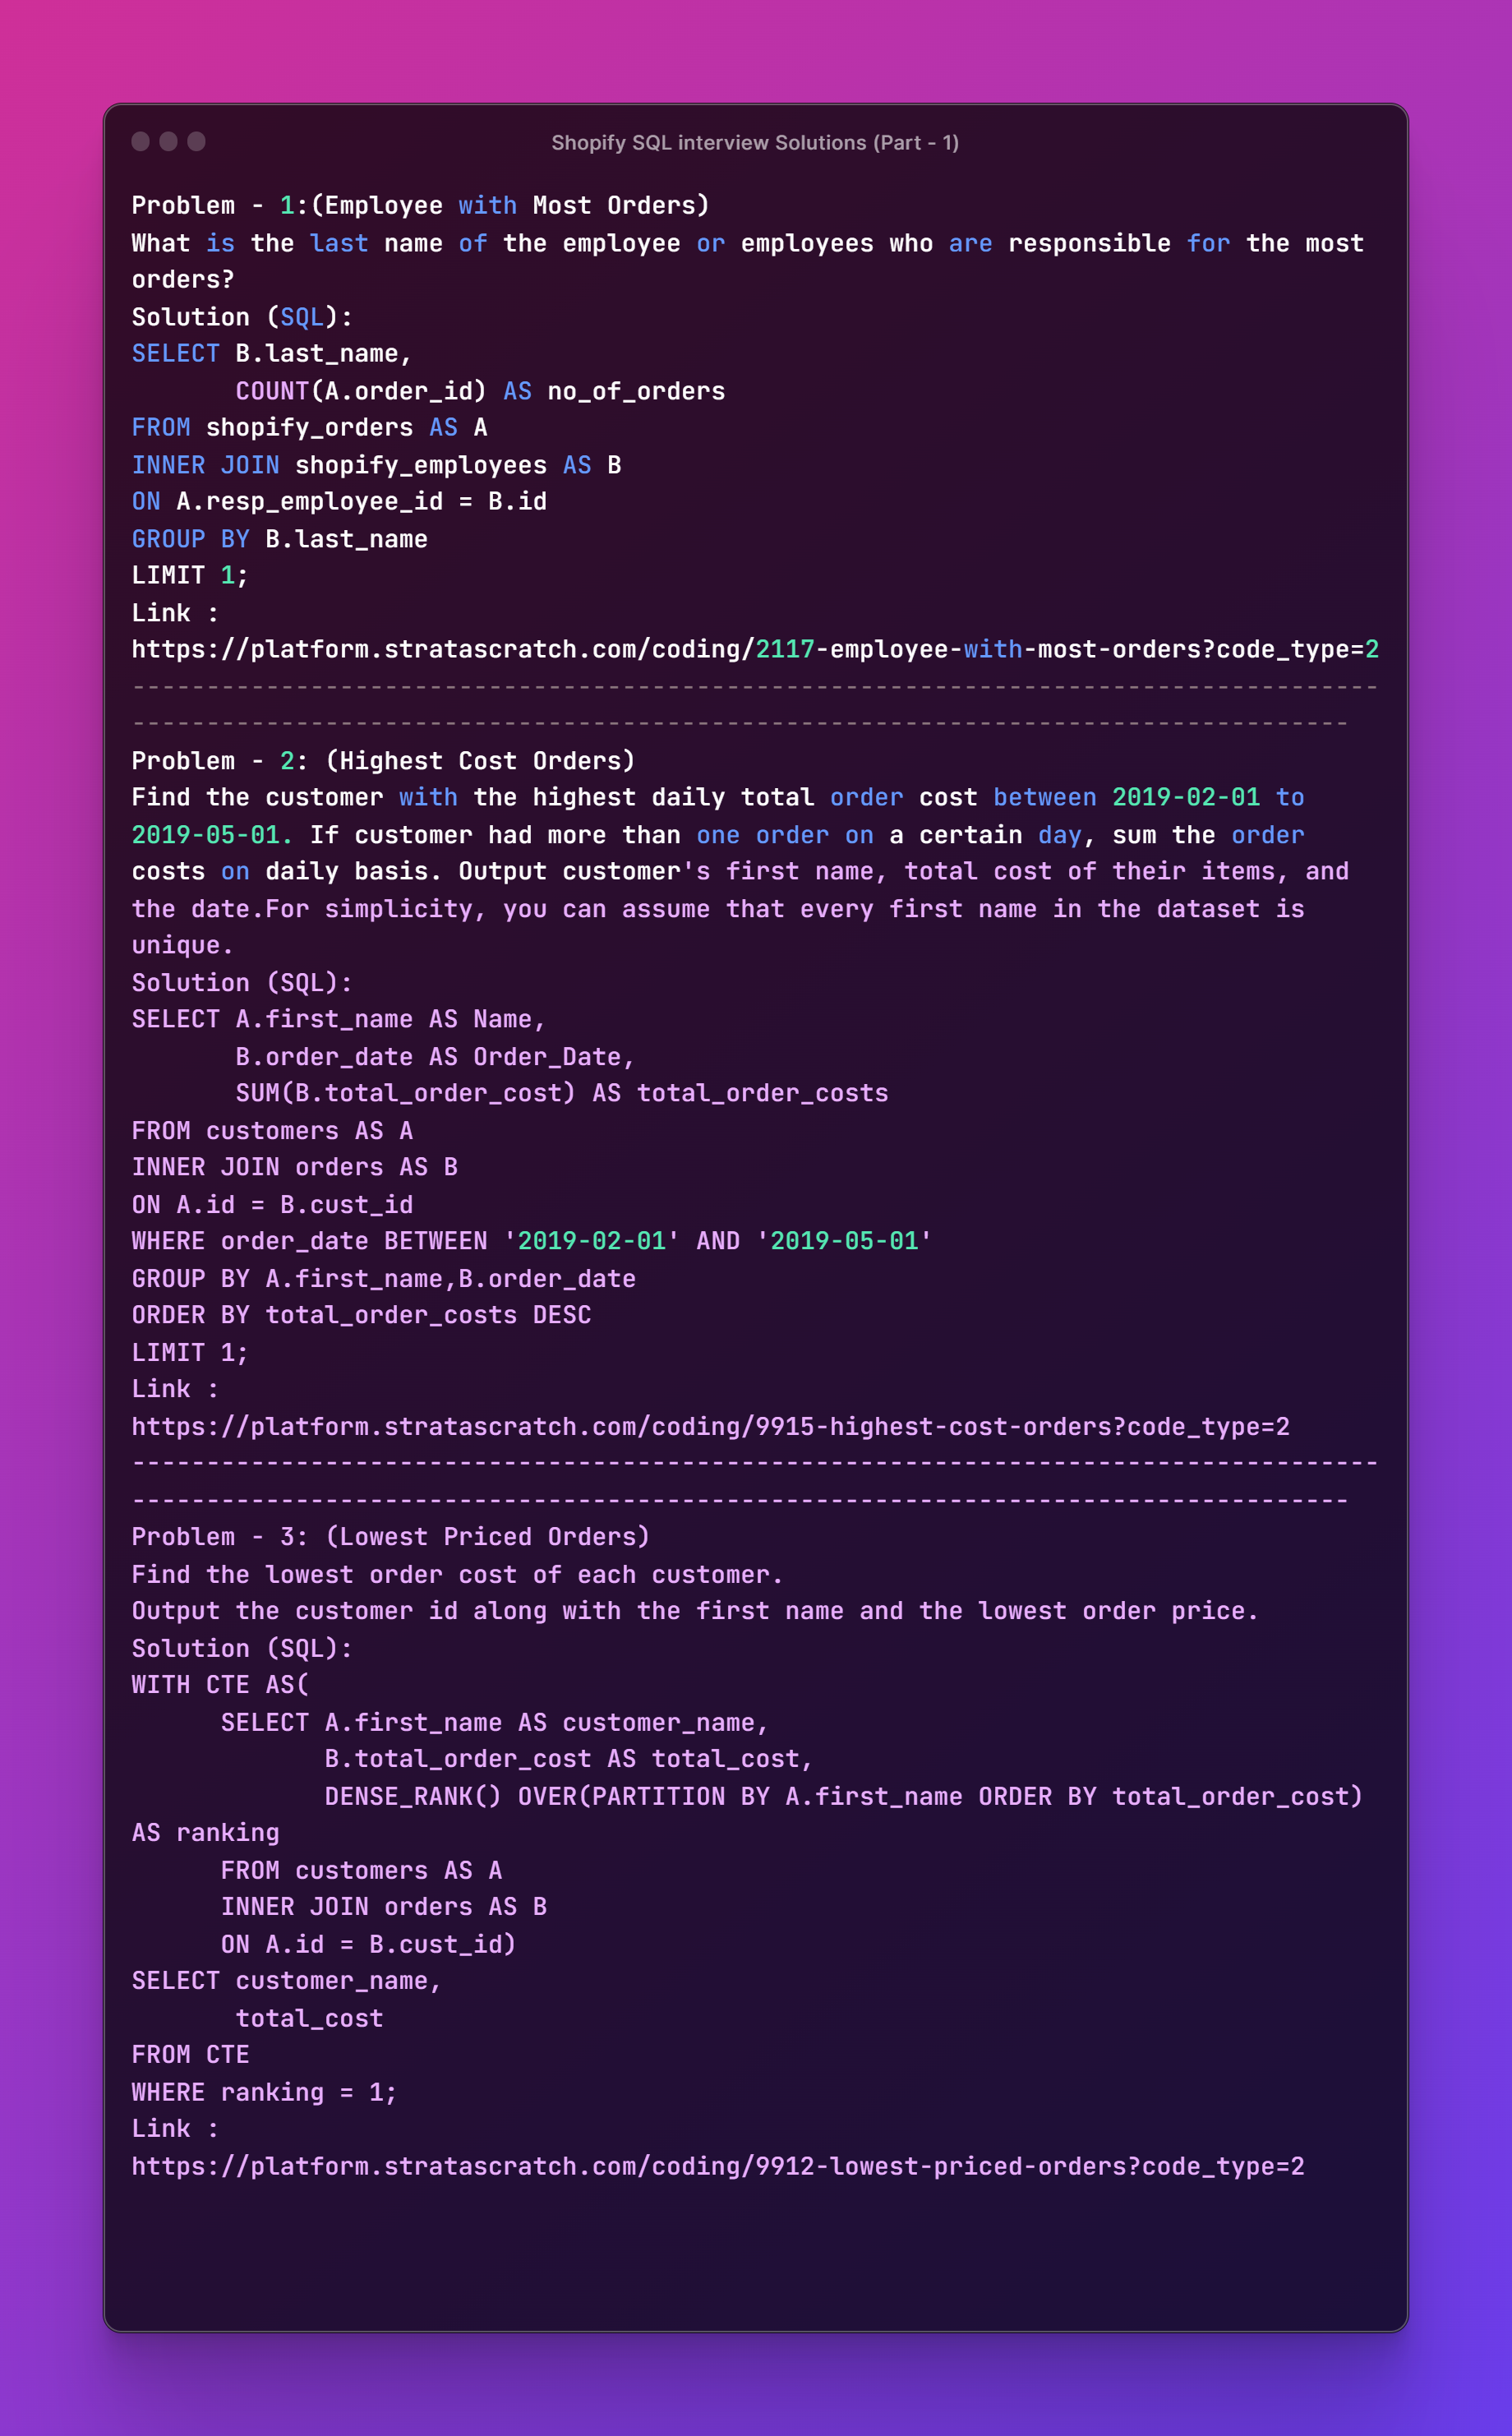 Shopify SQL interview Solutions (Part - 1)
Problem - 1:(Employee with Most Orders)
What is the last name of the employee or employees who are responsible for the most
orders?
Solution (SQL):
SELECT B.last_name,
       COUNT(A.order_id) AS no_of_orders
FROM shopify_orders AS A
INNER JOIN shopify_employees AS B
ON A.resp_employee_id = B.id
GROUP BY B.last_name
LIMIT 1;
Link :
https://platform.stratascratch.com/coding/2117-employee-with-most-orders?code_type=2
------------------------------------------------------------------------------------
----------------------------------------------------------------------------------
Problem - 2: (Highest Cost Orders)
Find the customer with the highest daily total order cost between 2019-02-01 to
2019-05-01. If customer had more than one order on a certain day, sum the order
costs on daily basis. Output customer's first name, total cost of their items, and
the date.For simplicity, you can assume that every first name in the dataset is
unique.
Solution (SQL):
SELECT A.first_name AS Name,
       B.order_date AS Order_Date,
       SUM(B.total_order_cost) AS total_order_costs
FROM customers AS A
INNER JOIN orders AS B
ON A.id = B.cust_id
WHERE order_date BETWEEN '2019-02-01' AND '2019-05-01'
GROUP BY A.first_name,B.order_date
ORDER BY total_order_costs DESC
LIMIT 1;
Link :
https://platform.stratascratch.com/coding/9915-highest-cost-orders?code_type=2
------------------------------------------------------------------------------------
----------------------------------------------------------------------------------
Problem - 3: (Lowest Priced Orders)
Find the lowest order cost of each customer.
Output the customer id along with the first name and the lowest order price.
Solution (SQL):
WITH CTE AS(
      SELECT A.first_name AS customer_name,
             B.total_order_cost AS total_cost,
             DENSE_RANK() OVER(PARTITION BY A.first_name ORDER BY total_order_cost)
AS ranking
      FROM customers AS A
      INNER JOIN orders AS B
      ON A.id = B.cust_id)
SELECT customer_name,
       total_cost
FROM CTE
WHERE ranking = 1;
Link :
https://platform.stratascratch.com/coding/9912-lowest-priced-orders?code_type=2